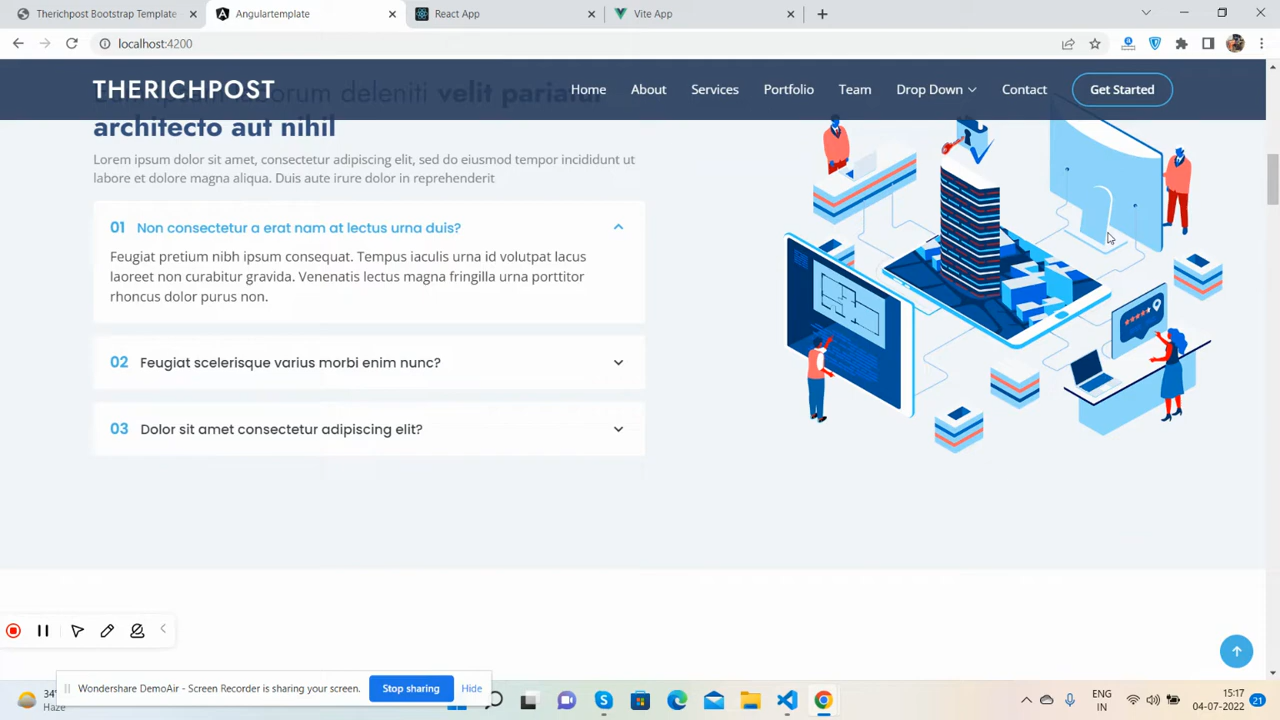 Therichpost Bootstrap Template
Angulartemplate
React App
Vite App
localhost:4200
THERICHPOST
Home
About
Services
Portfolio
Team
Drop Down
Contact
Get Started
laborum deleniti velit pariatur
architecto aut nihil
Lorem ipsum dolor sit amet, consectetur adipiscing elit, sed do eiusmod tempor incididunt ut
labore et dolore magna aliqua. Duis aute irure dolor in reprehenderit
01 Non consectetur a erat nam at lectus urna duis?
Feugiat pretium nibh ipsum consequat. Tempus iaculis urna id volutpat lacus
laoreet non curabitur gravida. Venenatis lectus magna fringilla urna porttitor
rhoncus dolor purus non.
02 Feugiat scelerisque varius morbi enim nunc?
03 Dolor sit amet consectetur adipiscing elit?
Wondershare DemoAir - Screen Recorder is sharing your screen.
Stop sharing
Hide
34°
Haze
ENG
IN
15:17
04-07-2022
21